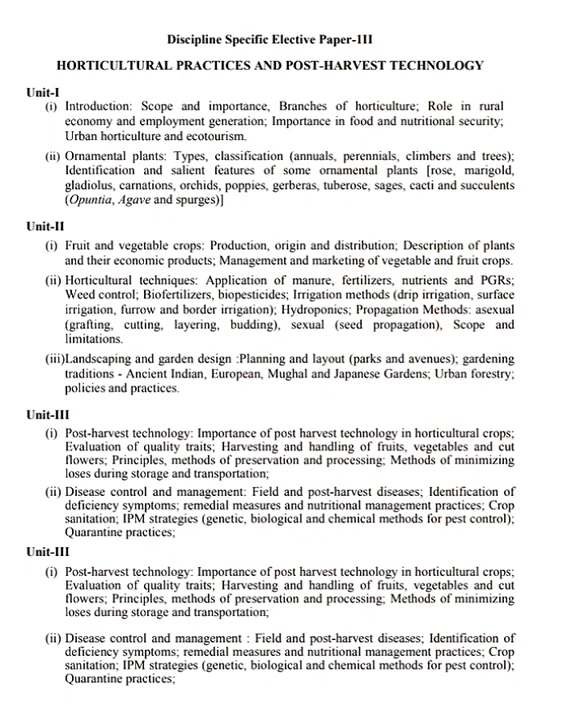 Discipline Specific Elective Paper-1II
HORTICULTURAL PRACTICES AND POST-HARVEST TECHNOLOGY
Unit-I
(i) Introduction: Scope and importance, Branches of horticulture; Role in rural
economy and employment generation; Importance in food and nutritional security;
Urban horticulture and ecotourism.
(ii) Ornamental plants: Types, classification (annuals, perennials, climbers and trees);
Identification and salient features of some ornamental plants [rose, marigold,
gladiolus, carnations, orchids, poppies, gerberas, tuberose, sages, cacti and succulents
(Opuntia, Agave and spurges)]
Unit-II
(i) Fruit and vegetable crops: Production, origin and distribution; Description of plants
and their economic products; Management and marketing of vegetable and fruit crops.
(ii) Horticultural techniques: Application of manure, fertilizers, nutrients and PGRs;
Weed control; Biofertilizers, biopesticides; Irrigation methods (drip irrigation, surface
irrigation, furrow and border irrigation); Hydroponics; Propagation Methods: asexual
(grafting, cutting, layering, budding), sexual (seed propagation), Scope and
limitations.
(iii)Landscaping and garden design :Planning and layout (parks and avenues); gardening
traditions - Ancient Indian, European, Mughal and Japanese Gardens; Urban forestry;
policies and practices.
Unit-III
(i) Post-harvest technology: Importance of post harvest technology in horticultural crops;
Evaluation of quality traits; Harvesting and handling of fruits, vegetables and cut
flowers; Principles, methods of preservation and processing; Methods of minimizing
loses during storage and transportation;
(ii) Disease control and management: Field and post-harvest diseases; Identification of
deficiency symptoms; remedial measures and nutritional management practices; Crop
sanitation; IPM strategies (genetic, biological and chemical methods for pest control);
Quarantine practices;
Unit-III
(i) Post-harvest technology: Importance of post harvest technology in horticultural crops;
Evaluation of quality traits; Harvesting and handling of fruits, vegetables and cut
flowers; Principles, methods of preservation and processing; Methods of minimizing
loses during storage and transportation;
(ii) Disease control and management : Field and post-harvest diseases; Identification of
deficiency symptoms; remedial measures and nutritional management practices; Crop
sanitation; IPM strategies (genetic, biological and chemical methods for pest control);
Quarantine practices;